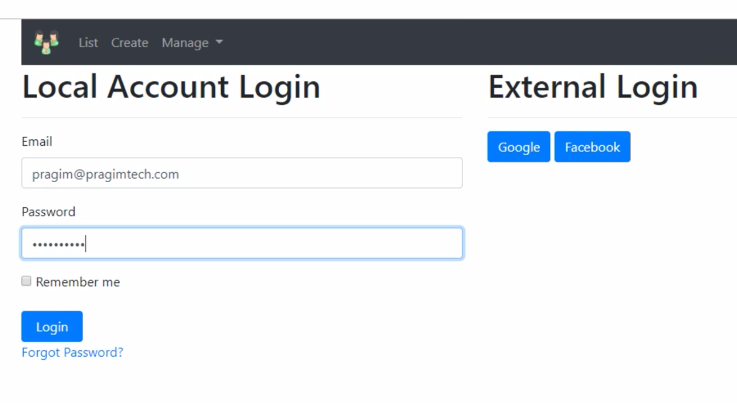 List Create Manage
Local Account Login
External Login
Email
Google Facebook
pragim@pragimtech.com
Password
••••••••••
Remember me
Login
Forgot Password?